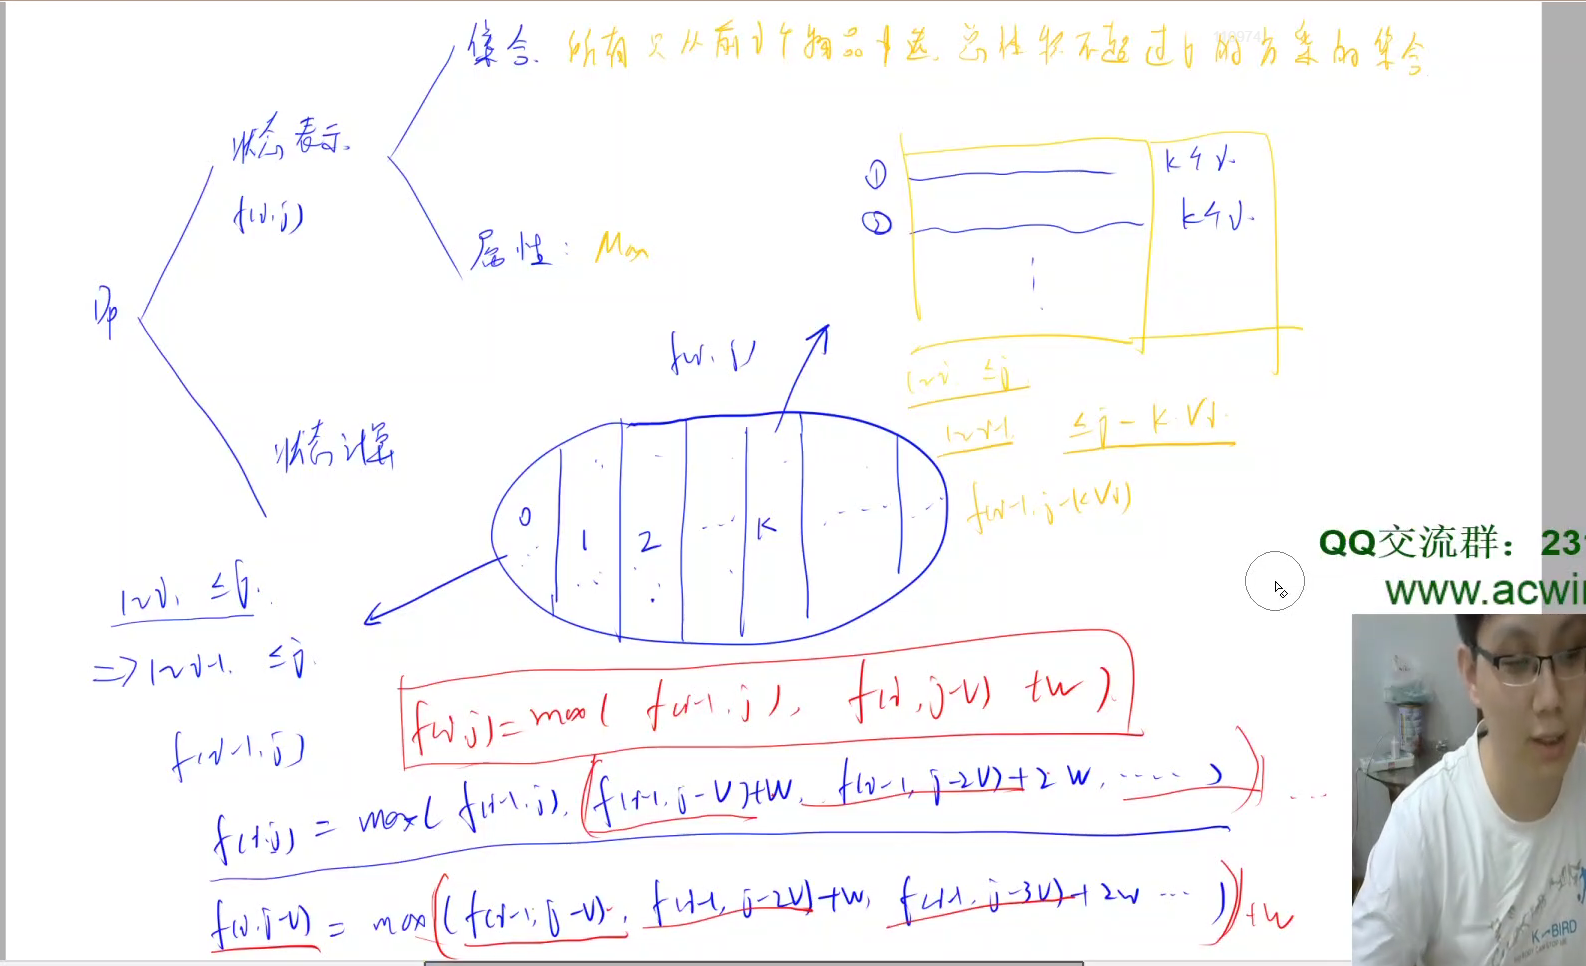 集合. 所有只从前i个物品中选,总体积不超过j的方案的集合
状态表示.
f(i,j)
属性: Max
Dp
状态计算
① k个i.
② k个i.
f(i,j)
1~i ≤j
1~i-1. ≤j-k·Vi.
f(i-1,j-kVi)
0 1 2 ... K ......
1~i, ≤j.
=> 1~i-1. ≤j.
f(i-1,j)
f(i,j)=max( f(i-1,j), f(i,j-V) +w ).
f(i,j) = max( f(i-1,j), (f(i-1,j-V)+W, f(i-1,j-2V)+2W, ......)) ...
f(i,j-V) = max((f(i-1,j-V), f(i-1,j-2V)+W, f(i-1,j-3V)+2W ... ))+W
QQ交流群: 23
www.acwi
K-BIRD